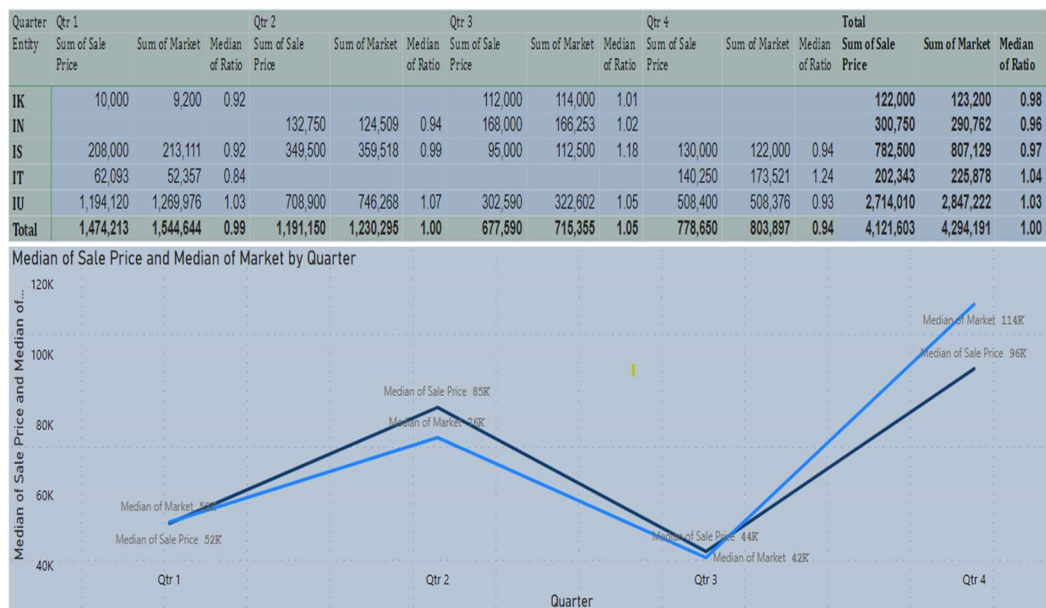 Quarter Qtr 1 Qtr 2 Qtr 3 Qtr 4 Total
Entity Sum of Sale Price Sum of Market Median of Ratio Sum of Sale Price Sum of Market Median of Ratio Sum of Sale Price Sum of Market Median of Ratio Sum of Sale Price Sum of Market Median of Ratio Sum of Sale Price Sum of Market Median of Ratio
IK 10,000 9,200 0.92 112,000 114,000 1.01 122,000 123,200 0.98
IN 132,750 124,509 0.94 168,000 166,253 1.02 300,750 290,762 0.96
IS 208,000 213,111 0.92 349,500 359,518 0.99 95,000 112,500 1.18 130,000 122,000 0.94 782,500 807,129 0.97
IT 62,093 52,357 0.84 140,250 173,521 1.24 202,343 225,878 1.04
IU 1,194,120 1,269,976 1.03 708,900 746,268 1.07 302,590 322,602 1.05 508,400 508,376 0.93 2,714,010 2,847,222 1.03
Total 1,474,213 1,544,644 0.99 1,191,150 1,230,295 1.00 677,590 715,355 1.05 778,650 803,897 0.94 4,121,603 4,294,191 1.00
Median of Sale Price and Median of Market by Quarter
Median of Sale Price and Median of...
120K
100K
80K
60K
40K
Median of Market 114K
Median of Sale Price 96K
Median of Sale Price 85K
Median of Market 76K
Median of Market
Median of Sale Price 52K
Median of Sale Price 44K
Median of Market 42K
Qtr 1 Qtr 2 Qtr 3 Qtr 4
Quarter